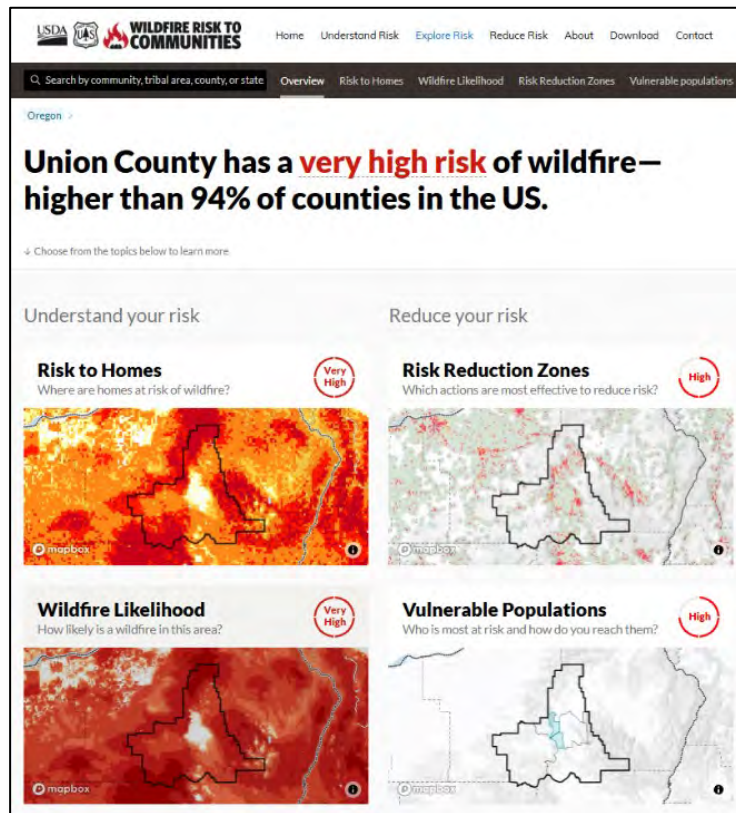 USDA UAS WILDFIRE RISK TO COMMUNITIES
Home Understand Risk Explore Risk Reduce Risk About Download Contact
Search by community, tribal area, county, or state Overview Risk to Homes Wildfire Likelihood Risk Reduction Zones Vulnerable populations
Oregon >
Union County has a very high risk of wildfire—
higher than 94% of counties in the US.
↓ Choose from the topics below to learn more
Understand your risk
Reduce your risk
Risk to Homes
Where are homes at risk of wildfire?
Very
High
mapbox
Risk Reduction Zones
Which actions are most effective to reduce risk?
High
mapbox
Wildfire Likelihood
How likely is a wildfire in this area?
Very
High
mapbox
Vulnerable Populations
Who is most at risk and how do you reach them?
High
mapbox